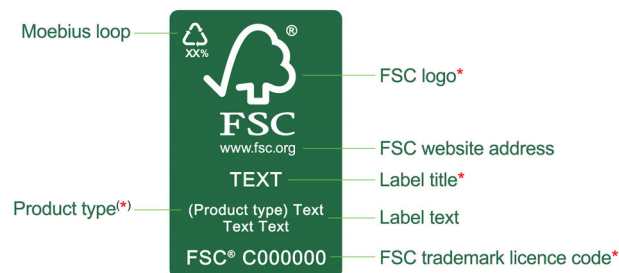 Moebius loop
XX%
®
FSC logo*
FSC
www.fsc.org
FSC website address
TEXT
Label title*
Product type(*)
(Product type) Text
Text Text
Label text
FSC® C000000
FSC trademark licence code*